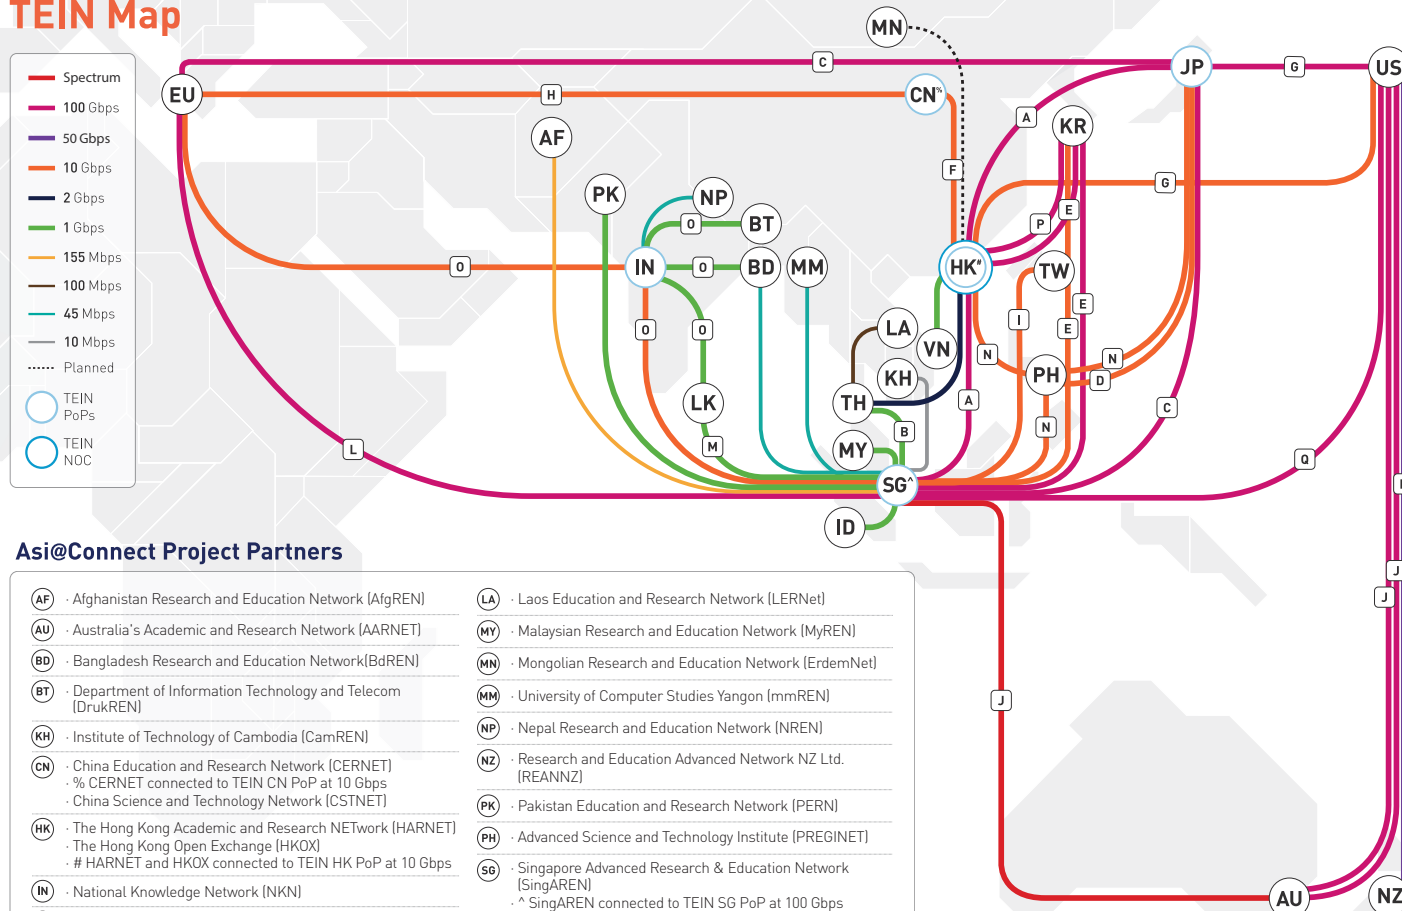 TEIN Map
Spectrum
100 Gbps
50 Gbps
10 Gbps
2 Gbps
1 Gbps
155 Mbps
100 Mbps
45 Mbps
10 Mbps
Planned
TEIN
PoPs
TEIN
NOC
MN
C
JP
G
US
EU
H
CN%
AF
A
KR
F
G
PK
NP
O
BT
P
E
O
IN
O
BD
MM
HK#
TW
O
O
LA
VN
I
E
E
N
PH
N
D
KH
LK
TH
A
C
B
N
M
MY
L
Q
SG^
ID
J
J
J
AU
NZ
Asi@Connect Project Partners
AF · Afghanistan Research and Education Network (AfgREN)
AU · Australia's Academic and Research Network (AARNET)
BD · Bangladesh Research and Education Network(BdREN)
BT · Department of Information Technology and Telecom
(DrukREN)
KH · Institute of Technology of Cambodia (CamREN)
CN · China Education and Research Network (CERNET)
· % CERNET connected to TEIN CN PoP at 10 Gbps
· China Science and Technology Network (CSTNET)
HK · The Hong Kong Academic and Research NETwork (HARNET)
· The Hong Kong Open Exchange (HKOX)
· # HARNET and HKOX connected to TEIN HK PoP at 10 Gbps
IN · National Knowledge Network (NKN)
LA · Laos Education and Research Network (LERNet)
MY · Malaysian Research and Education Network (MyREN)
MN · Mongolian Research and Education Network (ErdemNet)
MM · University of Computer Studies Yangon (mmREN)
NP · Nepal Research and Education Network (NREN)
NZ · Research and Education Advanced Network NZ Ltd.
(REANNZ)
PK · Pakistan Education and Research Network (PERN)
PH · Advanced Science and Technology Institute (PREGINET)
SG · Singapore Advanced Research & Education Network
(SingAREN)
· ^ SingAREN connected to TEIN SG PoP at 100 Gbps